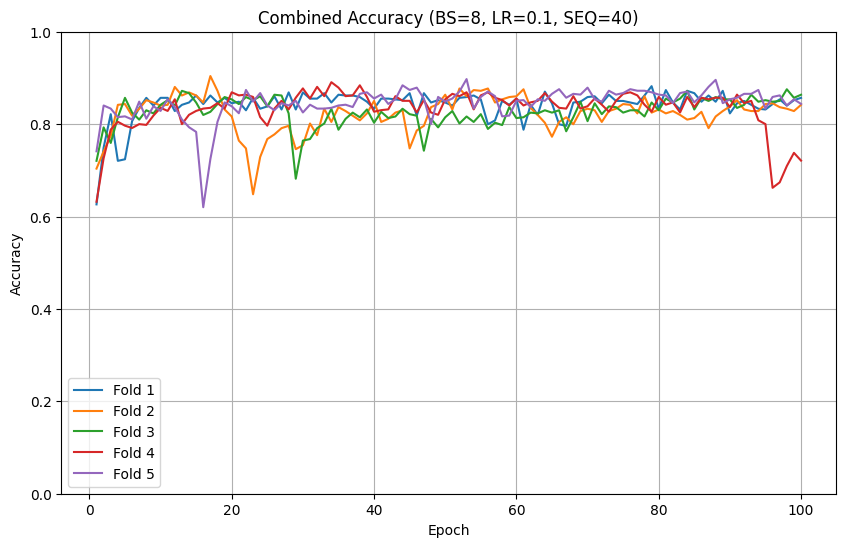 Combined Accuracy (BS=8, LR=0.1, SEQ=40)
1.0
0.8
0.6
0.4
0.2
0.0
Accuracy
Fold 1
Fold 2
Fold 3
Fold 4
Fold 5
0 20 40 60 80 100
Epoch